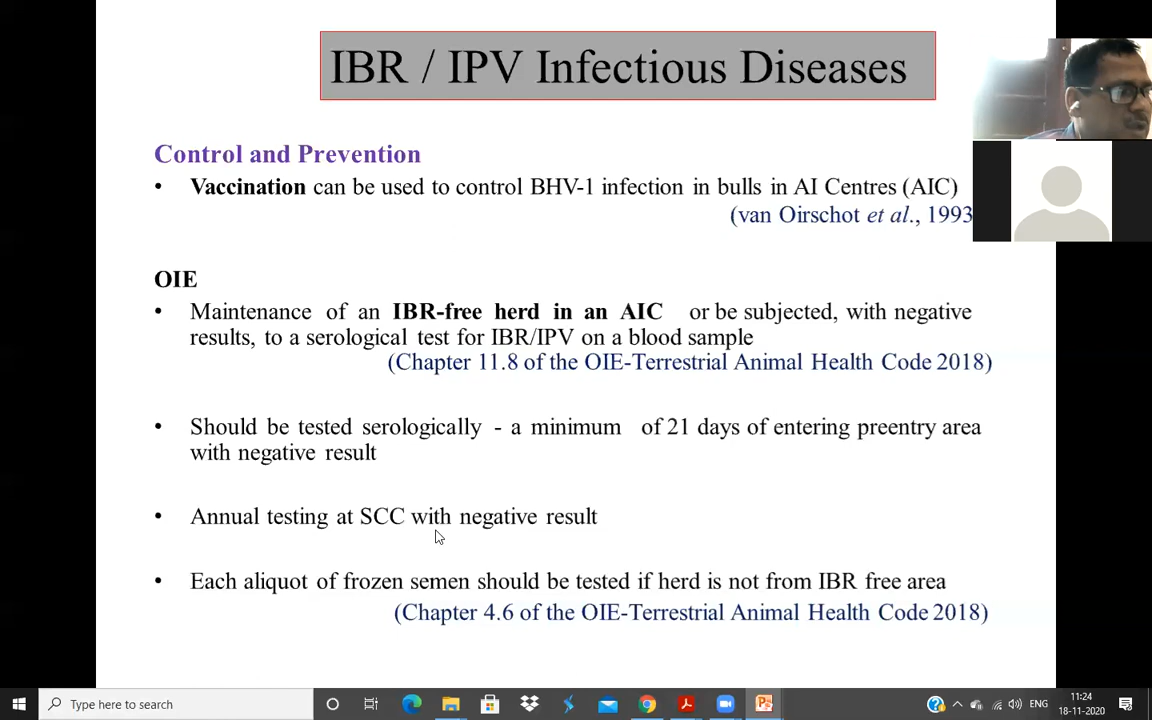 IBR / IPV Infectious Diseases
Control and Prevention
• Vaccination can be used to control BHV-1 infection in bulls in AI Centres (AIC)
(van Oirschot et al., 1993
OIE
• Maintenance of an IBR-free herd in an AIC or be subjected, with negative
results, to a serological test for IBR/IPV on a blood sample
(Chapter 11.8 of the OIE-Terrestrial Animal Health Code 2018)
• Should be tested serologically - a minimum of 21 days of entering preentry area
with negative result
• Annual testing at SCC with negative result
• Each aliquot of frozen semen should be tested if herd is not from IBR free area
(Chapter 4.6 of the OIE-Terrestrial Animal Health Code 2018)
Type here to search
ENG
11:24
18-11-2020